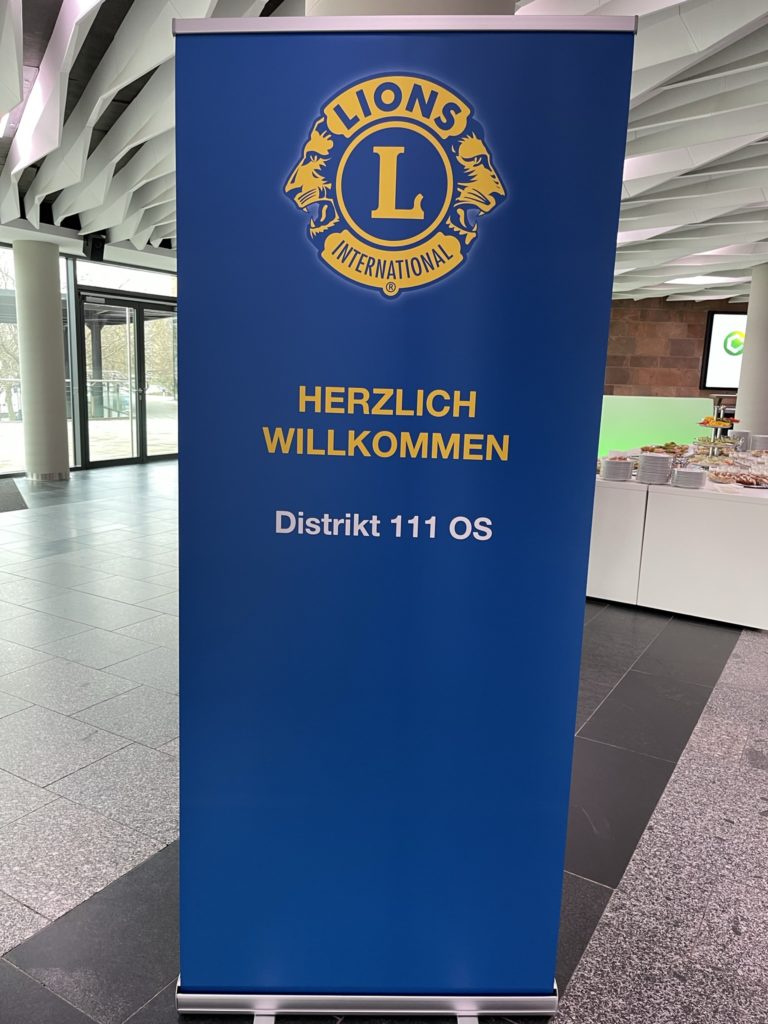 LIONS
L
INTERNATIONAL
®
HERZLICH
WILLKOMMEN
Distrikt 111 OS